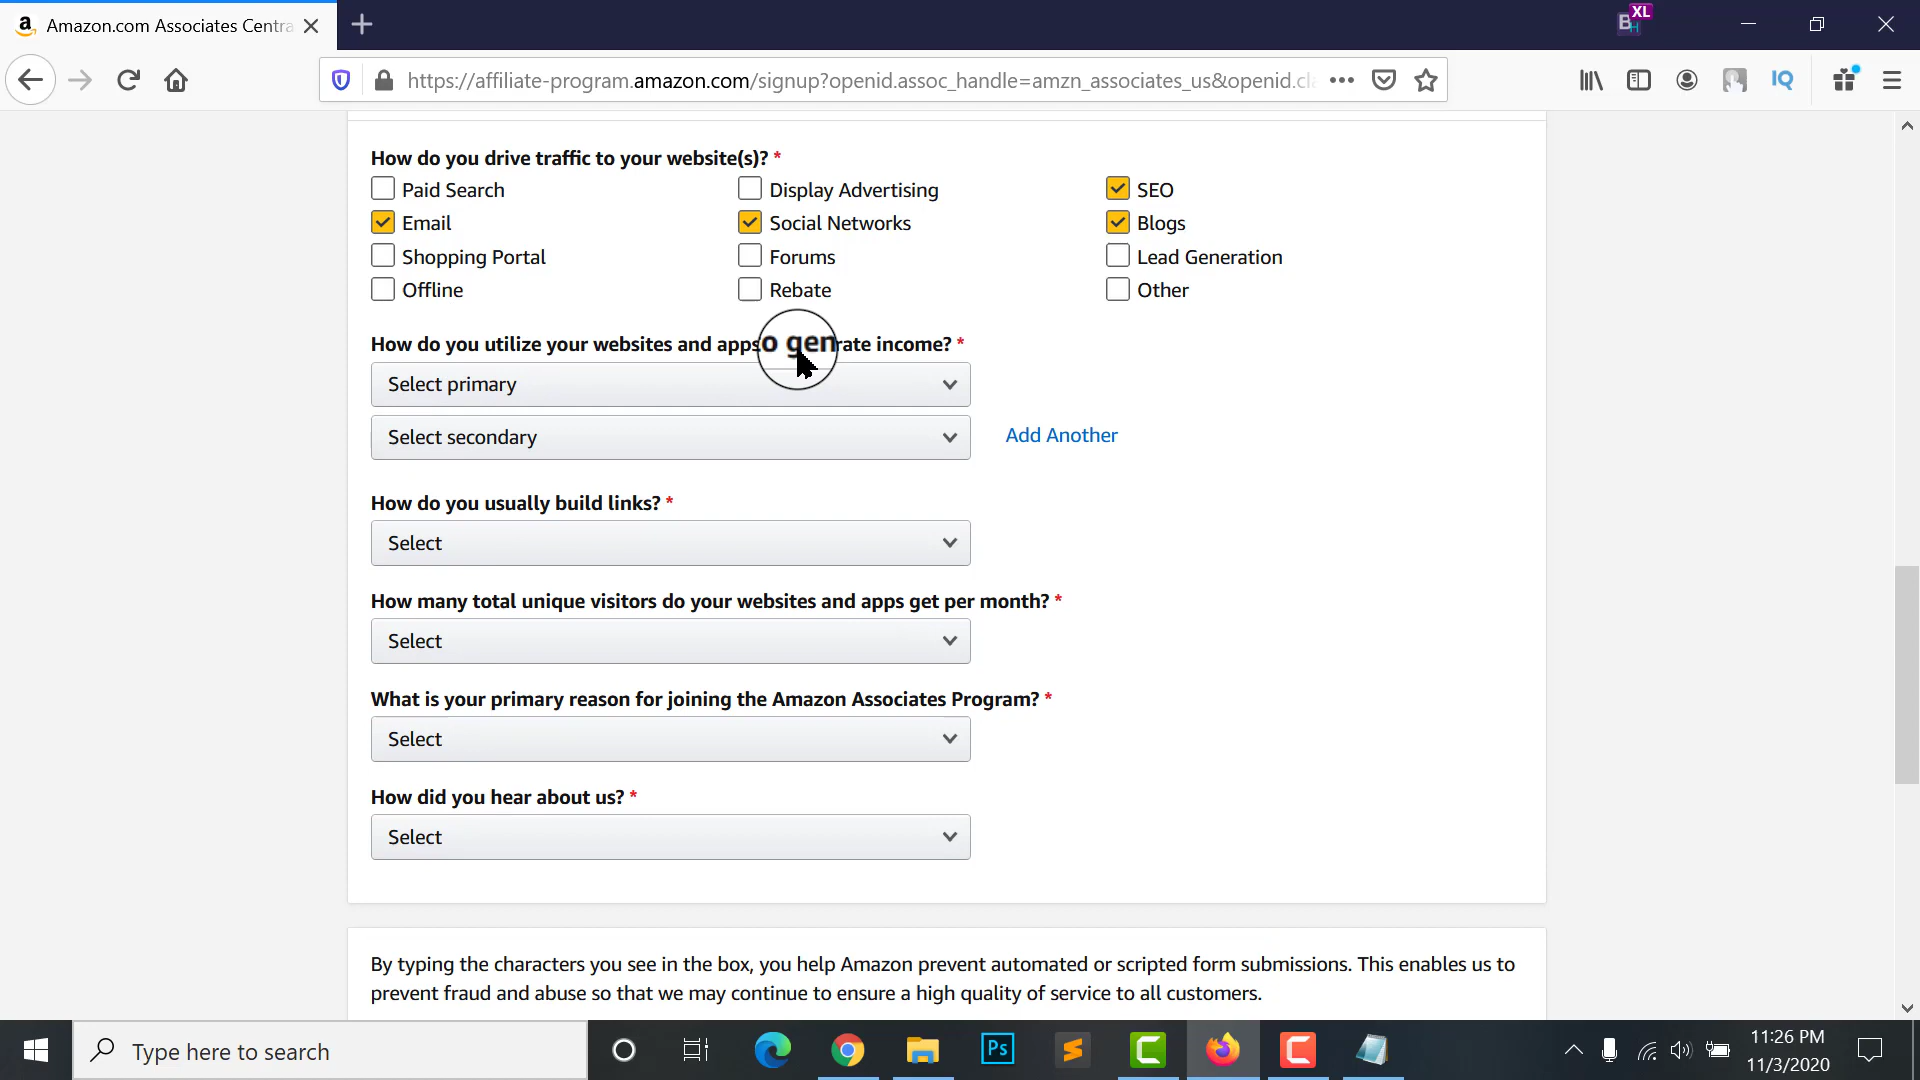 Amazon.com Associates Centra
XL
BH
https://affiliate-program.amazon.com/signup?openid.assoc_handle=amzn_associates_us&openid.cl
IQ
How do you drive traffic to your website(s)? *
Paid Search
Display Advertising
SEO
Email
Social Networks
Blogs
Shopping Portal
Forums
Lead Generation
Offline
Rebate
Other
How do you utilize your websites and apps o generate income? *
Select primary
Select secondary
Add Another
How do you usually build links? *
Select
How many total unique visitors do your websites and apps get per month? *
Select
What is your primary reason for joining the Amazon Associates Program? *
Select
How did you hear about us? *
Select
By typing the characters you see in the box, you help Amazon prevent automated or scripted form submissions. This enables us to
prevent fraud and abuse so that we may continue to ensure a high quality of service to all customers.
Type here to search
Ps
11:26 PM
11/3/2020